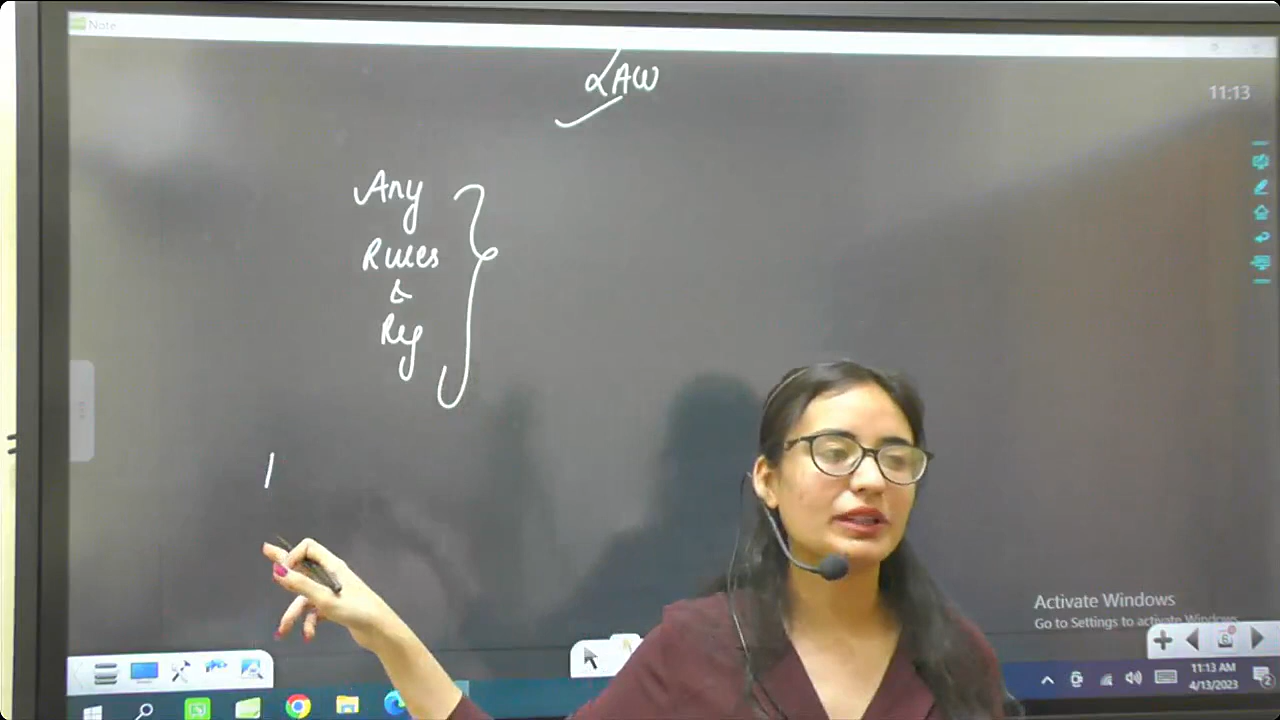 Note
LAW
11:13
Any
Rules
&
Reg
Activate Windows
Go to Settings to activate Windows.
11:13 AM
4/13/2023
2